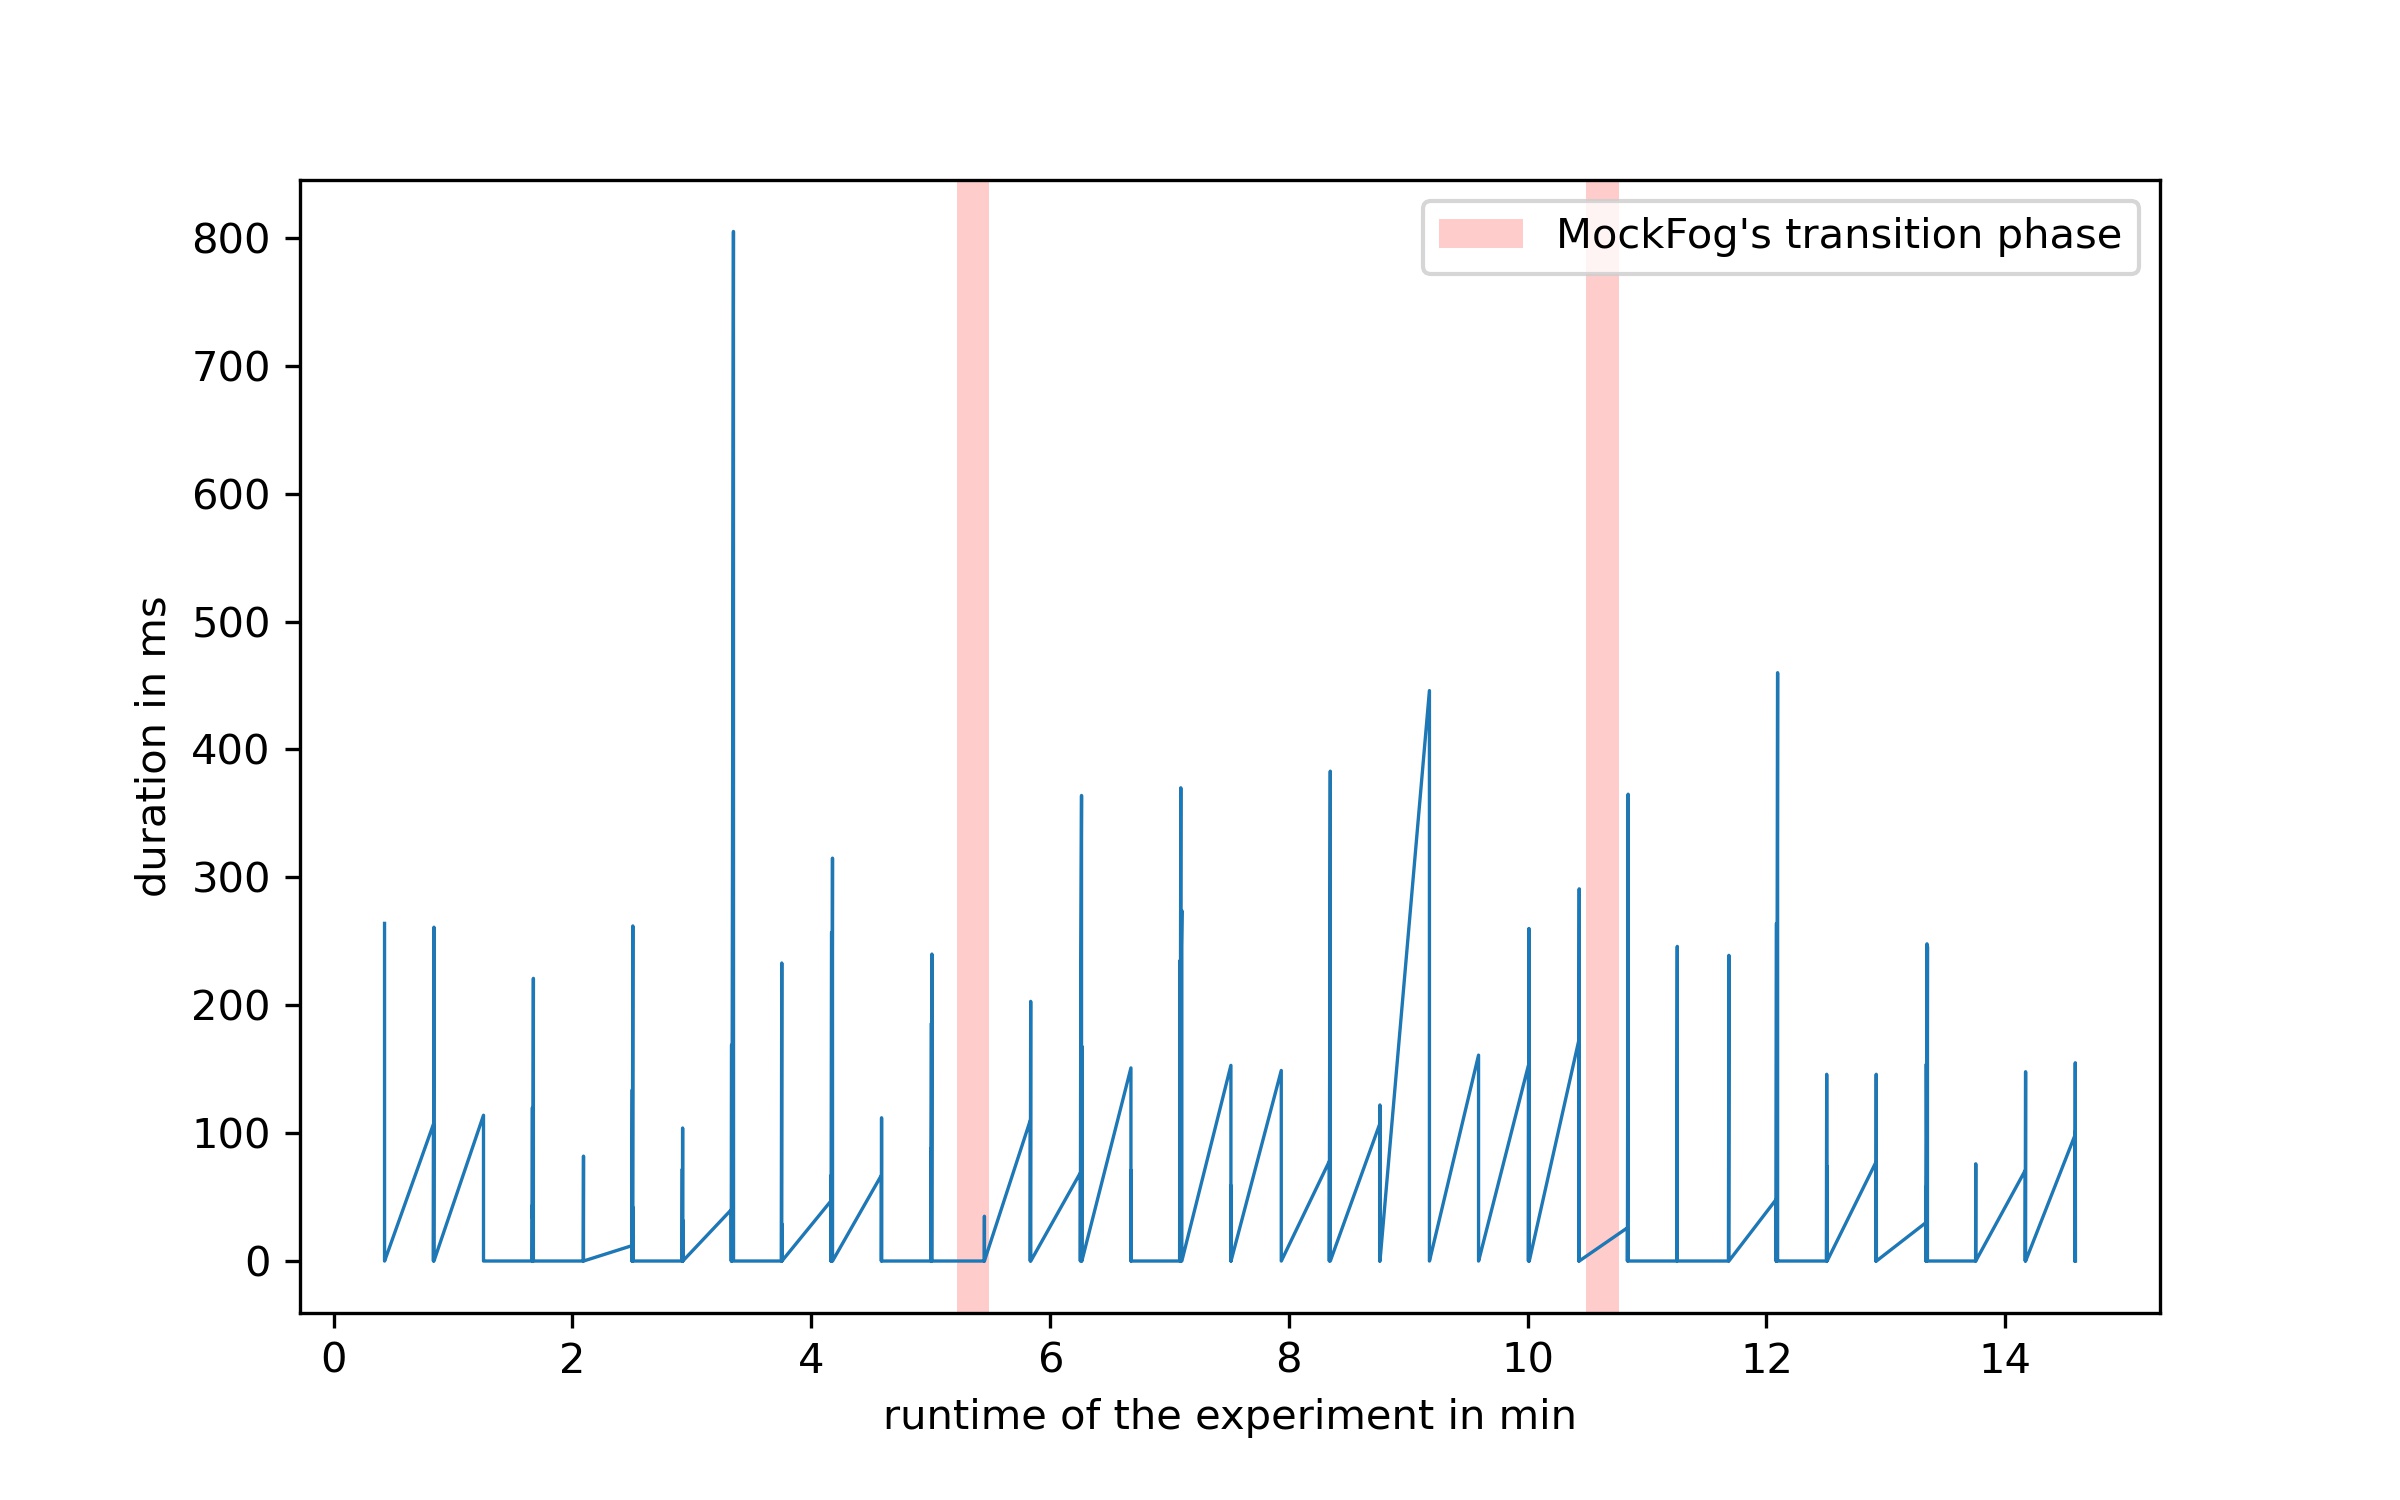 MockFog's transition phase
800
700
600
500
400
300
200
100
0
duration in ms
0 2 4 6 8 10 12 14
runtime of the experiment in min